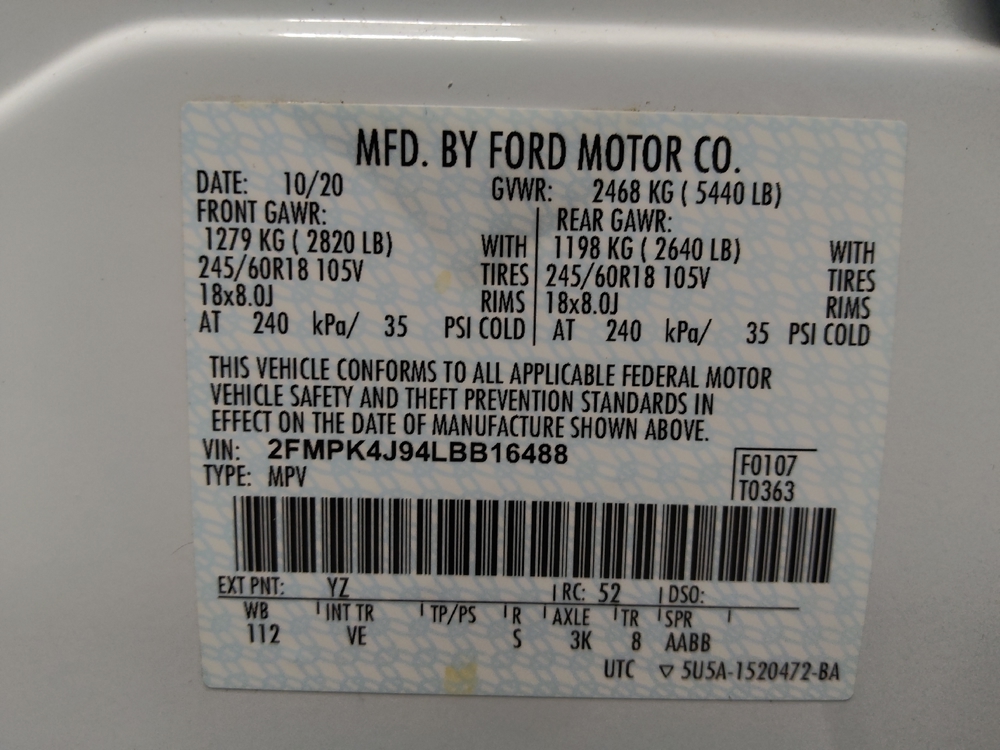 MFD. BY FORD MOTOR CO.
DATE: 10/20 GVWR: 2468 KG ( 5440 LB)
FRONT GAWR: REAR GAWR:
1279 KG ( 2820 LB) WITH 1198 KG ( 2640 LB) WITH
245/60R18 105V TIRES 245/60R18 105V TIRES
18x8.0J RIMS 18x8.0J RIMS
AT 240 kPa/ 35 PSI COLD AT 240 kPa/ 35 PSI COLD
THIS VEHICLE CONFORMS TO ALL APPLICABLE FEDERAL MOTOR
VEHICLE SAFETY AND THEFT PREVENTION STANDARDS IN
EFFECT ON THE DATE OF MANUFACTURE SHOWN ABOVE.
VIN: 2FMPK4J94LBB16488
TYPE: MPV
F0107
T0363
EXT PNT: YZ RC: 52 DSO:
WB INT TR TP/PS R AXLE TR SPR
112 VE S 3K 8 AABB
UTC ▽ 5U5A-1520472-BA